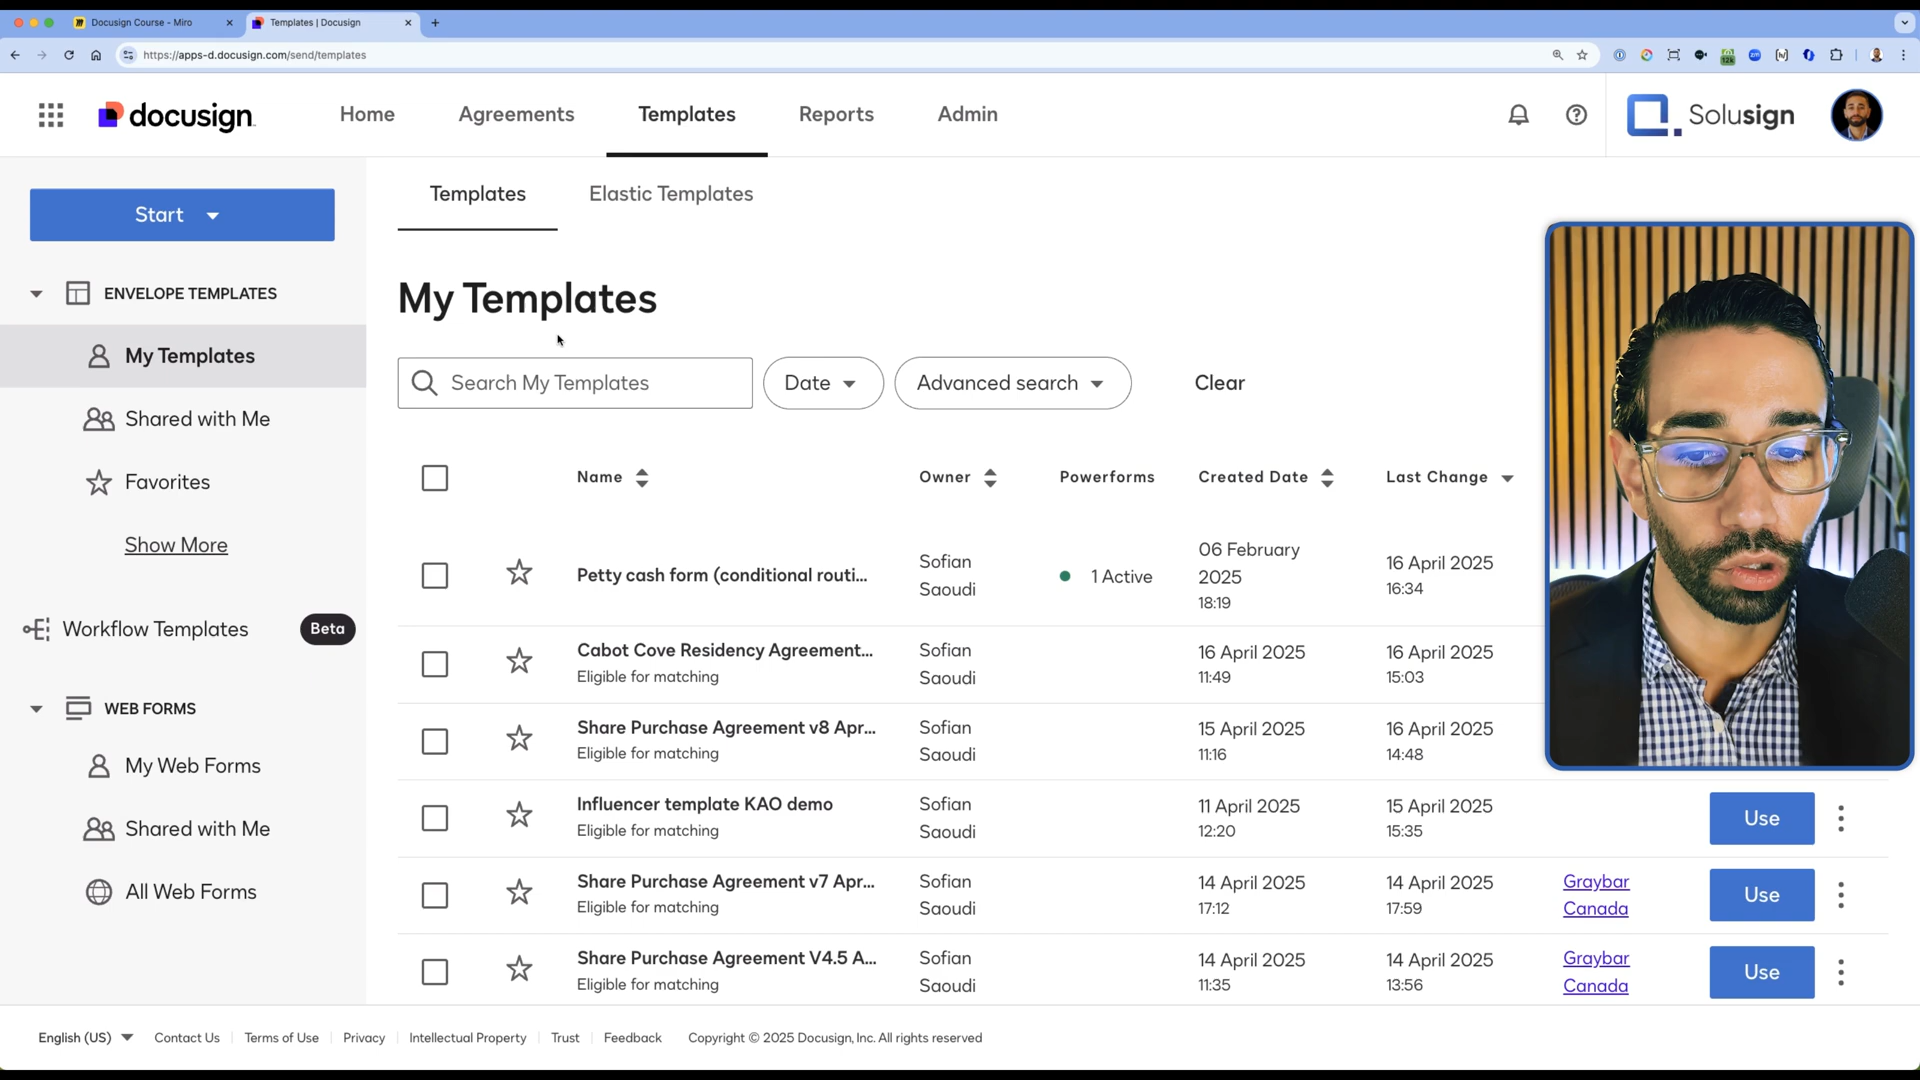 Docusign Course - Miro
Templates | Docusign
https://apps-d.docusign.com/send/templates
12k
docusign
Home
Agreements
Templates
Reports
Admin
Solusign
Start
Templates
Elastic Templates
ENVELOPE TEMPLATES
My Templates
Shared with Me
Favorites
Show More
Workflow Templates
Beta
WEB FORMS
My Web Forms
Shared with Me
All Web Forms
My Templates
Search My Templates
Date
Advanced search
Clear
Name
Owner
Powerforms
Created Date
Last Change
Petty cash form (conditional routi...
Sofian
Saoudi
1 Active
06 February
2025
18:19
16 April 2025
16:34
Cabot Cove Residency Agreement...
Eligible for matching
Sofian
Saoudi
16 April 2025
11:49
16 April 2025
15:03
Share Purchase Agreement v8 Apr...
Eligible for matching
Sofian
Saoudi
15 April 2025
11:16
16 April 2025
14:48
Influencer template KAO demo
Eligible for matching
Sofian
Saoudi
11 April 2025
12:20
15 April 2025
15:35
Use
Share Purchase Agreement v7 Apr...
Eligible for matching
Sofian
Saoudi
14 April 2025
17:12
14 April 2025
17:59
Graybar
Canada
Use
Share Purchase Agreement V4.5 A...
Eligible for matching
Sofian
Saoudi
14 April 2025
11:35
14 April 2025
13:56
Graybar
Canada
Use
English (US)
Contact Us
Terms of Use
Privacy
Intellectual Property
Trust
Feedback
Copyright © 2025 Docusign, Inc. All rights reserved